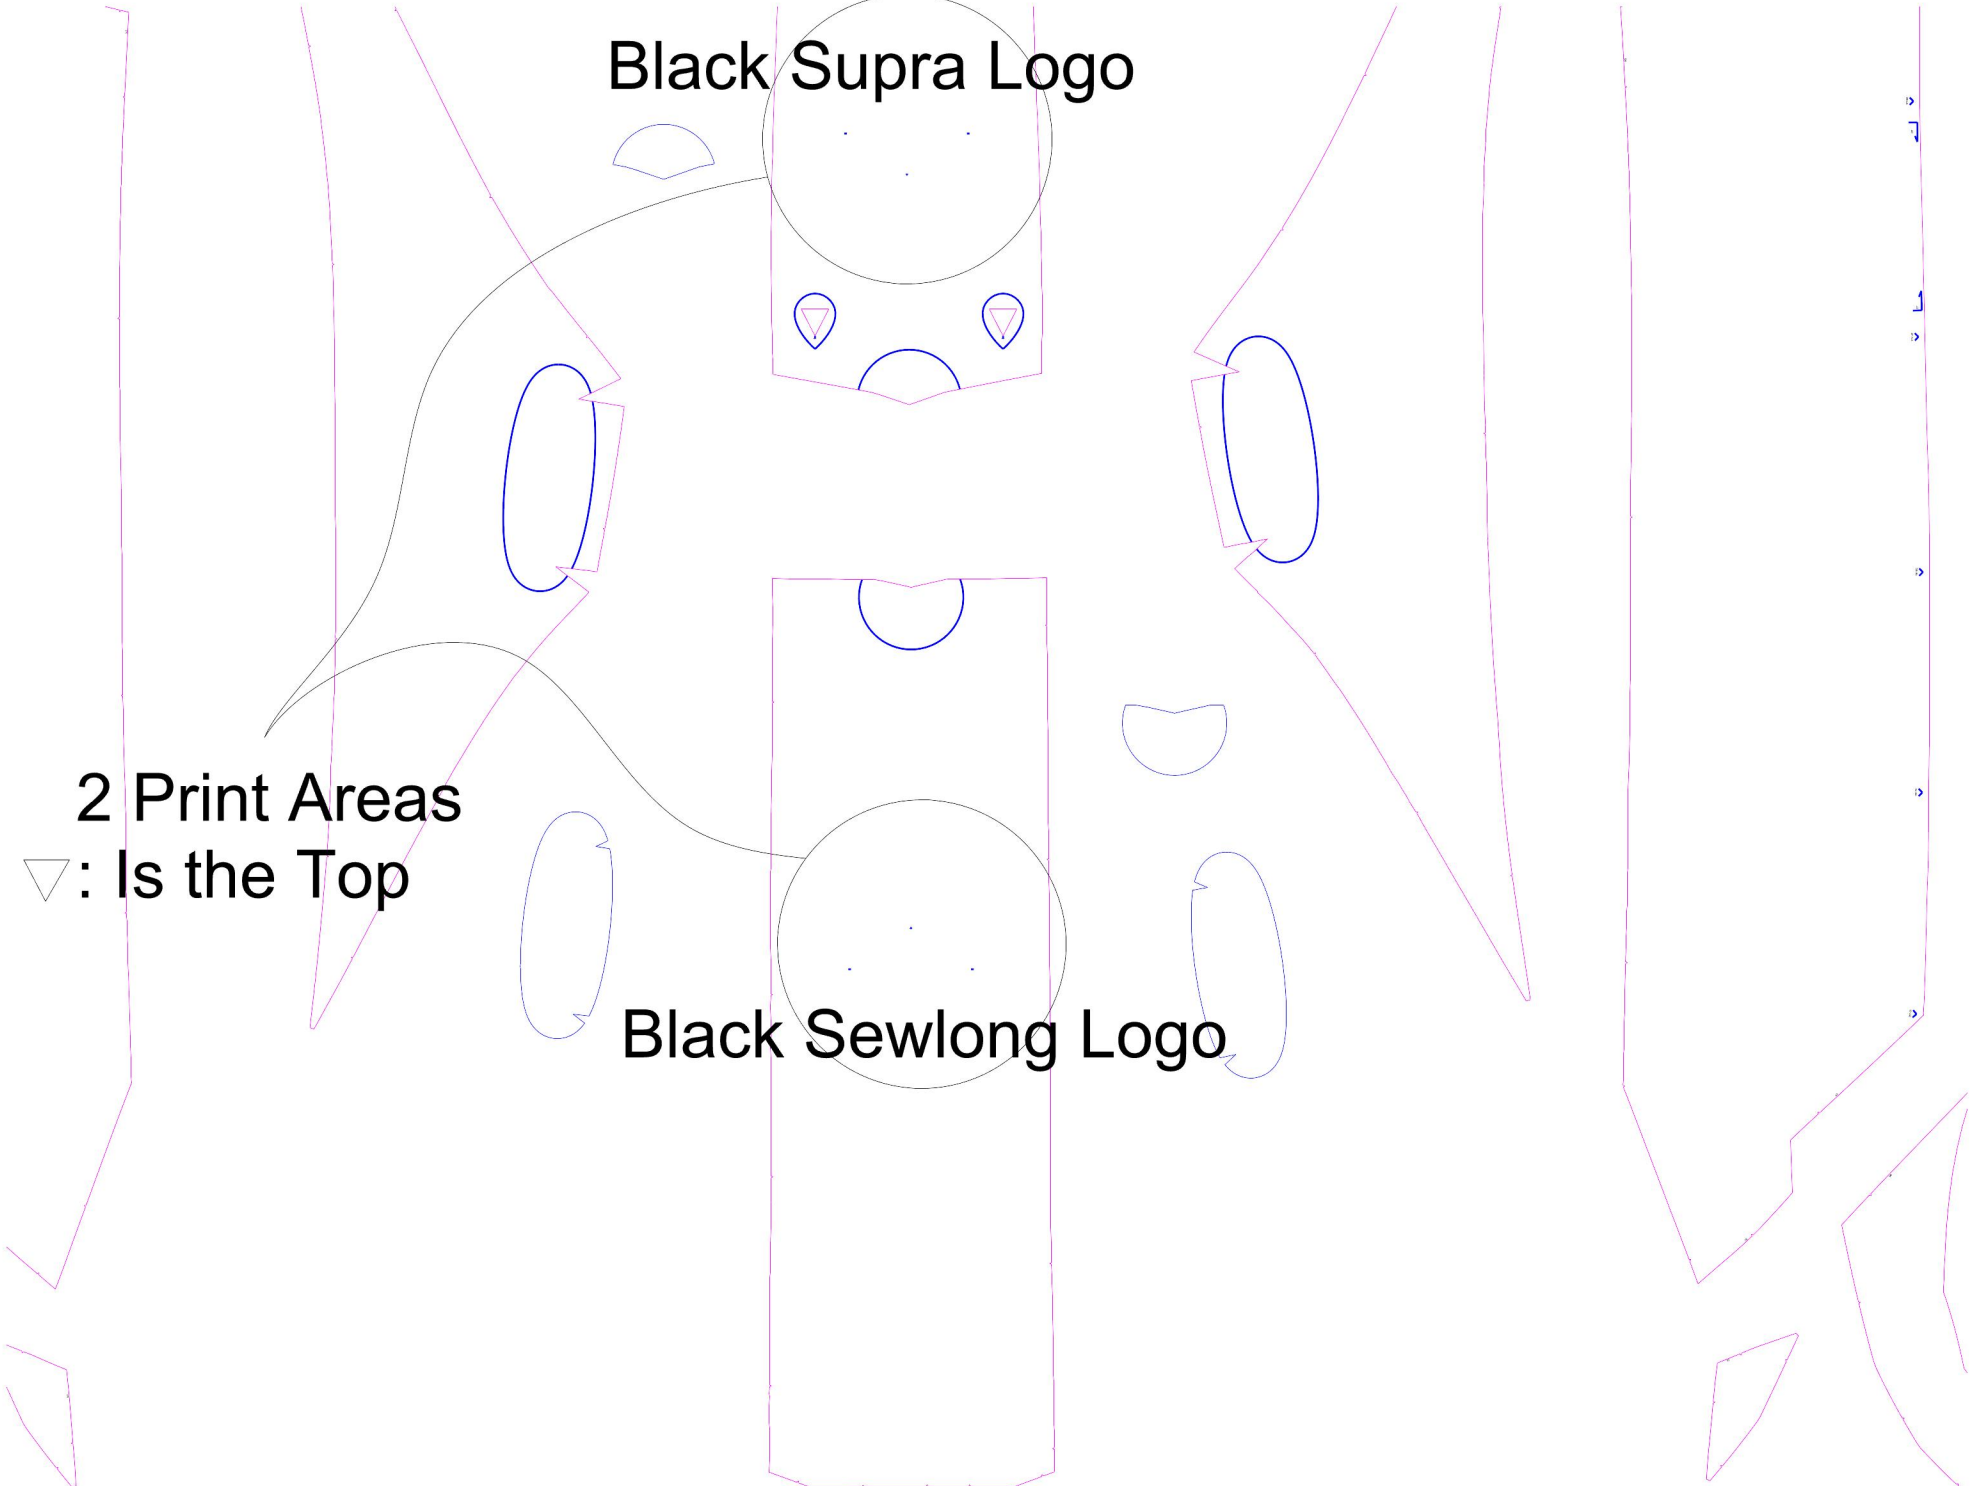 Black Supra Logo
2 Print Areas
: Is the Top
Black Sewlong Logo